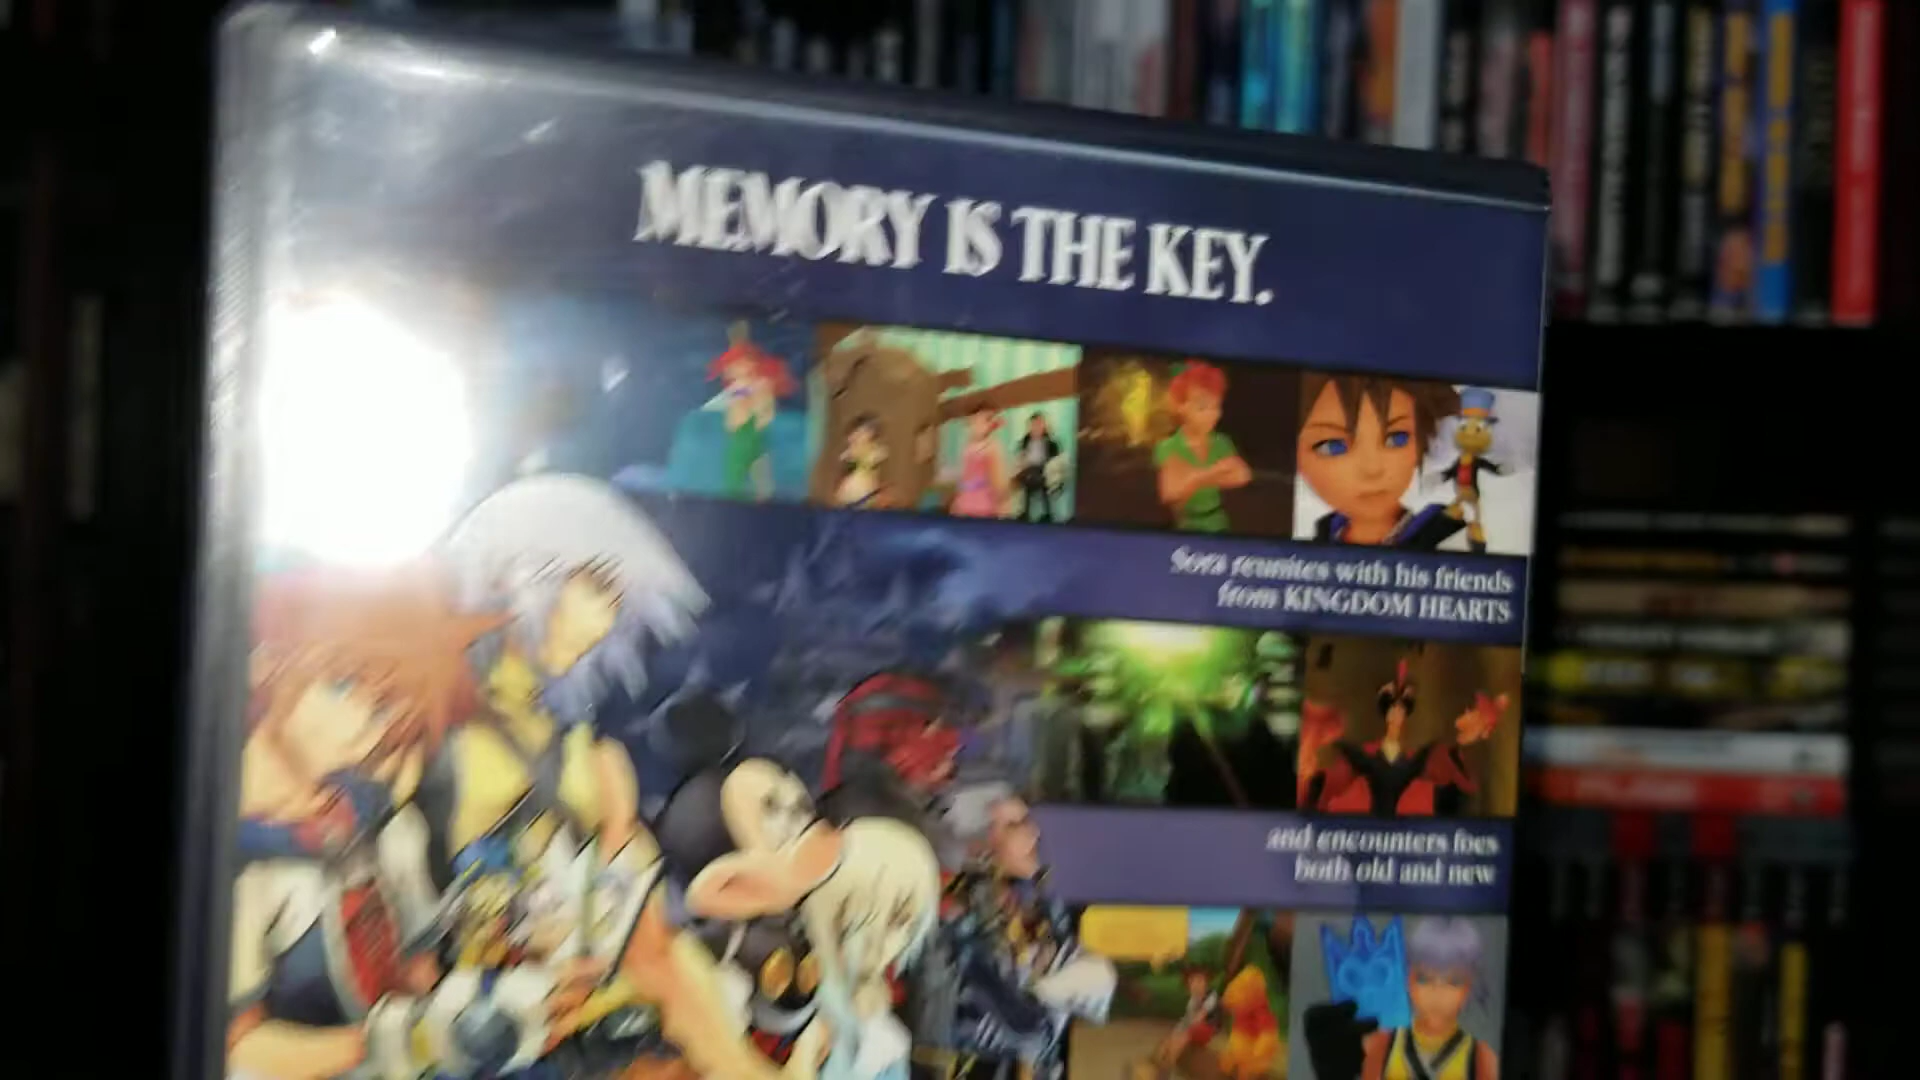 MEMORY IS THE KEY.
Sora reunites with his friends
from KINGDOM HEARTS
and encounters foes
both old and new